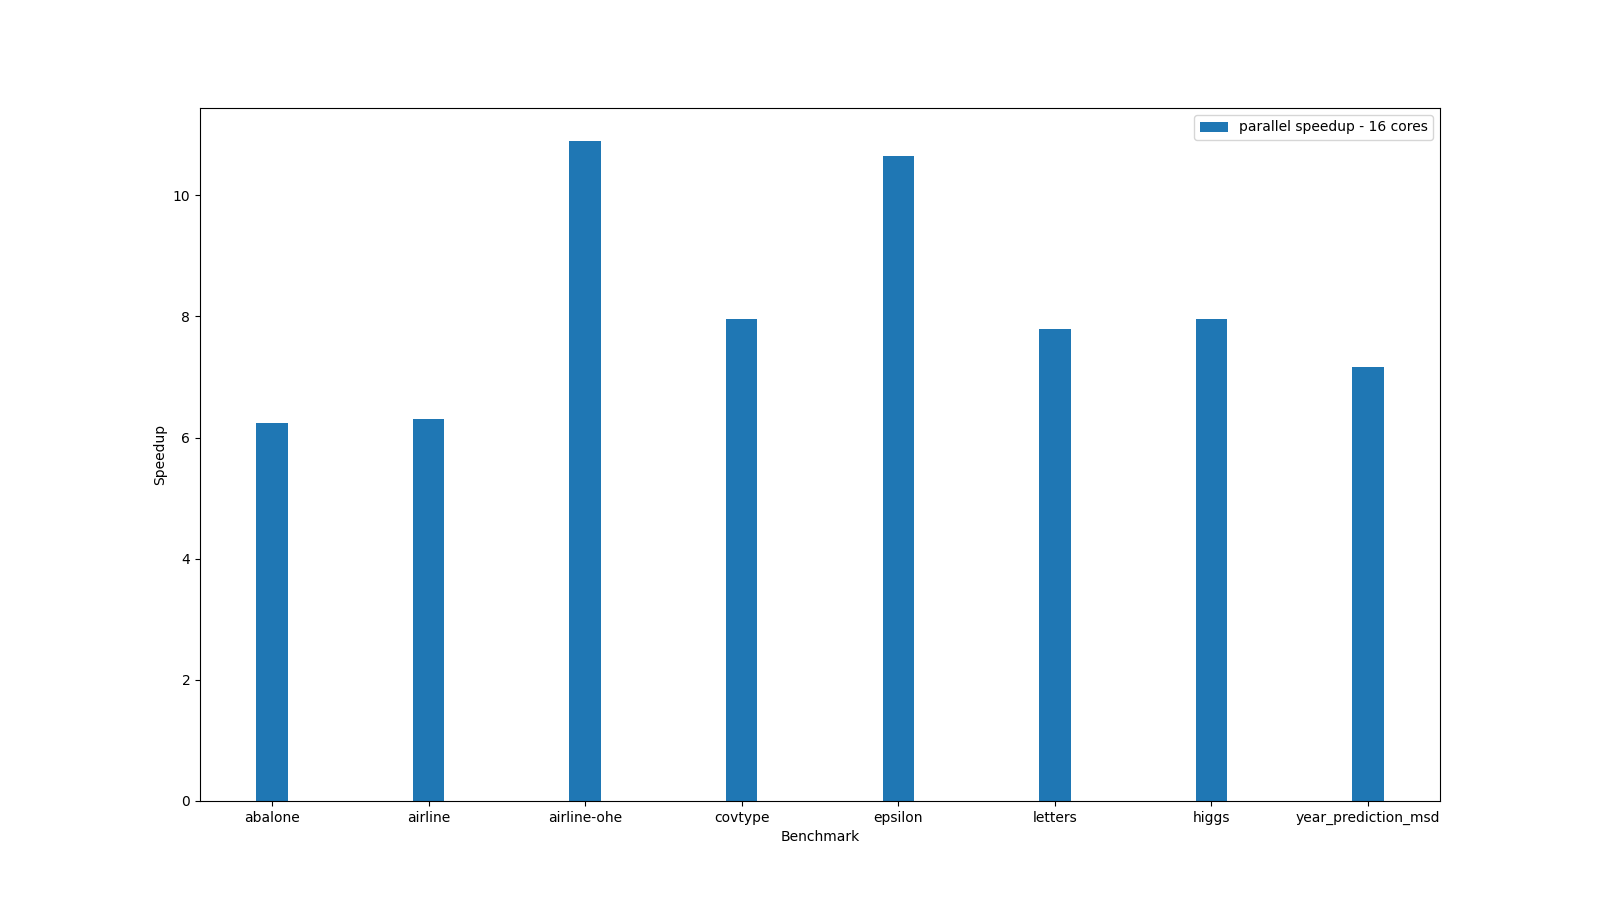 parallel speedup - 16 cores
10
8
6
4
2
0
Speedup
abalone airline airline-ohe covtype epsilon letters higgs year_prediction_msd
Benchmark